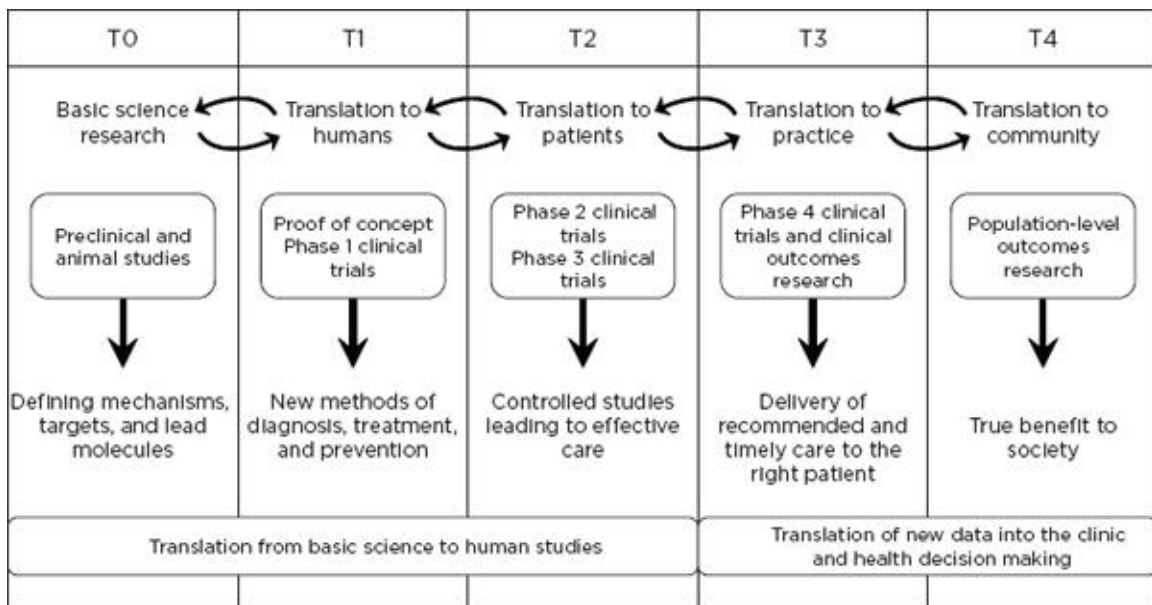 T0
T1
T2
T3
T4
Basic science
research
Translation to
humans
Translation to
patients
Translation to
practice
Translation to
community
Preclinical and
animal studies
Proof of concept
Phase 1 clinical
trials
Phase 2 clinical
trials
Phase 3 clinical
trials
Phase 4 clinical
trials and clinical
outcomes
research
Population-level
outcomes
research
Defining mechanisms,
targets, and lead
molecules
New methods of
diagnosis, treatment,
and prevention
Controlled studies
leading to effective
care
Delivery of
recommended and
timely care to the
right patient
True benefit to
society
Translation from basic science to human studies
Translation of new data into the clinic
and health decision making